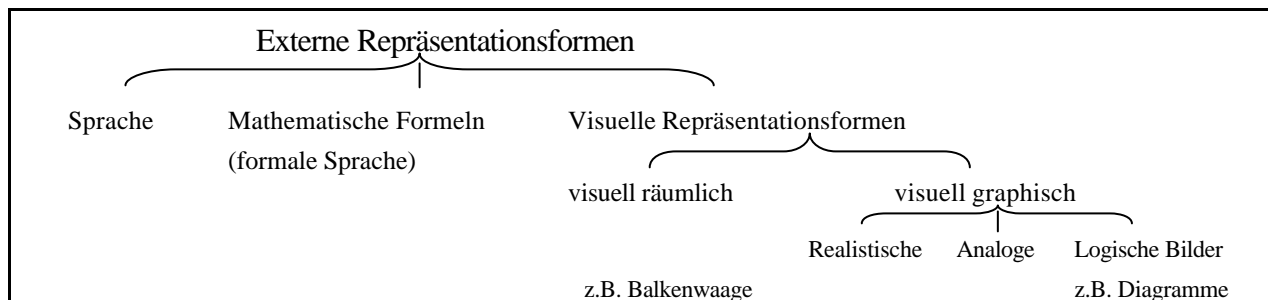 Externe Repräsentationsformen
Sprache Mathematische Formeln Visuelle Repräsentationsformen
(formale Sprache)
visuell räumlich visuell graphisch
Realistische Analoge Logische Bilder
z.B. Balkenwaage z.B. Diagramme